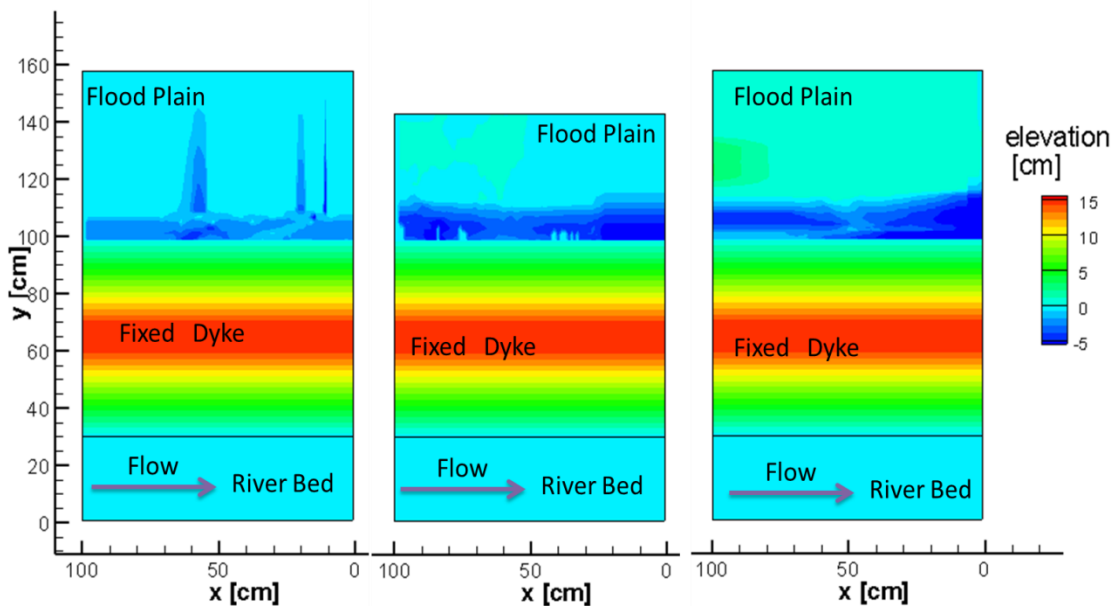 160
140
120
100
80
60
40
20
0
y [cm]
Flood Plain
Fixed Dyke
Flow
River Bed
100 50 0
x [cm]
Flood Plain
Fixed Dyke
Flow
River Bed
100 50 0
x [cm]
Flood Plain
Fixed Dyke
Flow
River Bed
100 50 0
x [cm]
elevation
[cm]
15
10
5
0
-5